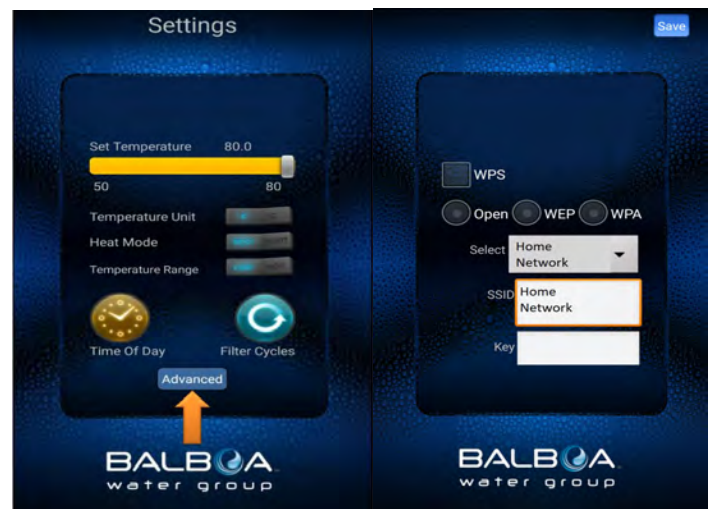 Settings
Set Temperature 80.0
50 80
Temperature Unit
Heat Mode
Temperature Range
Time Of Day Filter Cycles
Advanced
BALBOA
water group
Save
WPS
Open WEP WPA
Select Home
Network
SSID Home
Network
Key
BALBOA
water group